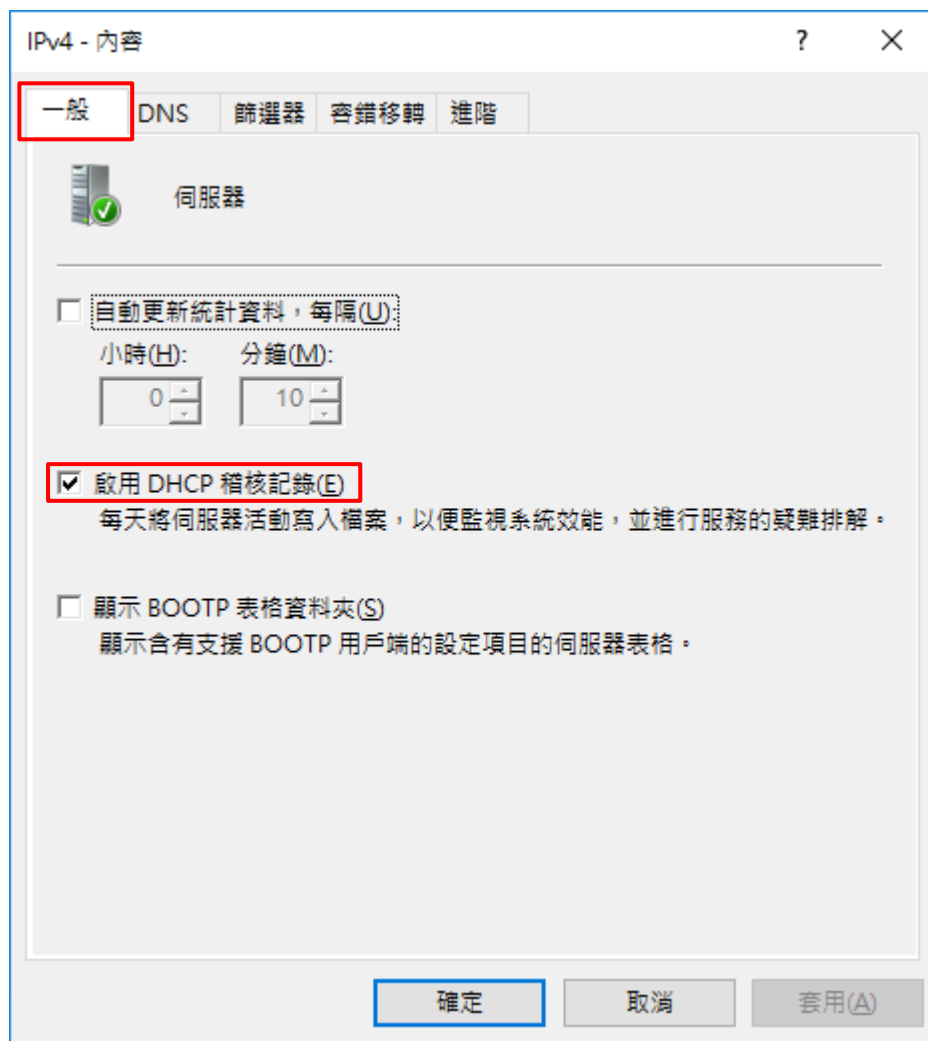 IPv4 - 內容
一般 DNS 篩選器 容錯移轉 進階
伺服器
自動更新統計資料，每隔(U):
小時(H): 分鐘(M):
0 10
啟用 DHCP 稽核記錄(E)
每天將伺服器活動寫入檔案，以便監視系統效能，並進行服務的疑難排解。
顯示 BOOTP 表格資料夾(S)
顯示含有支援 BOOTP 用戶端的設定項目的伺服器表格。
確定 取消 套用(A)